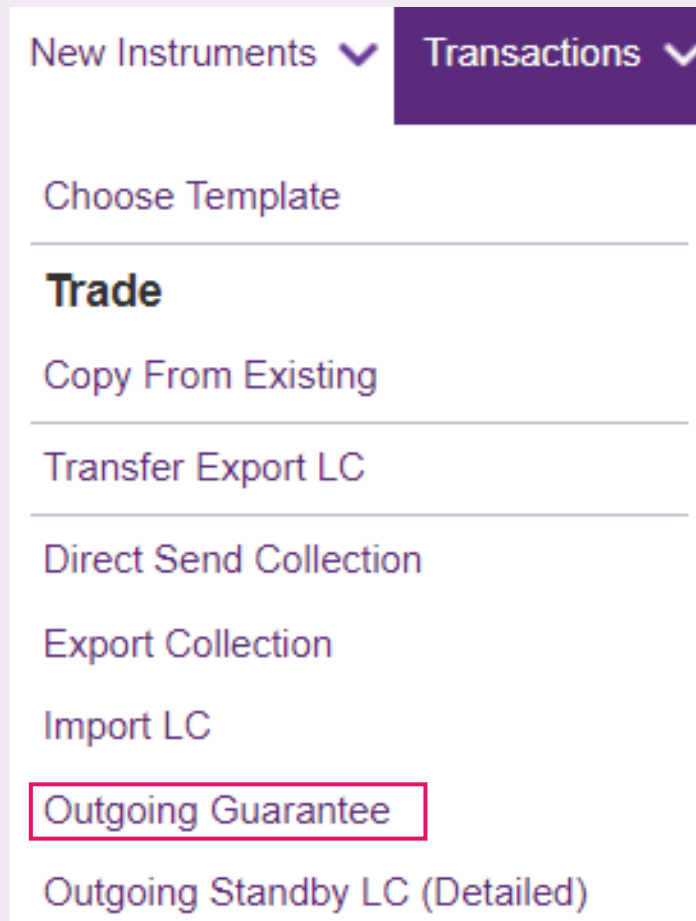 New Instruments
Transactions
Choose Template
Trade
Copy From Existing
Transfer Export LC
Direct Send Collection
Export Collection
Import LC
Outgoing Guarantee
Outgoing Standby LC (Detailed)